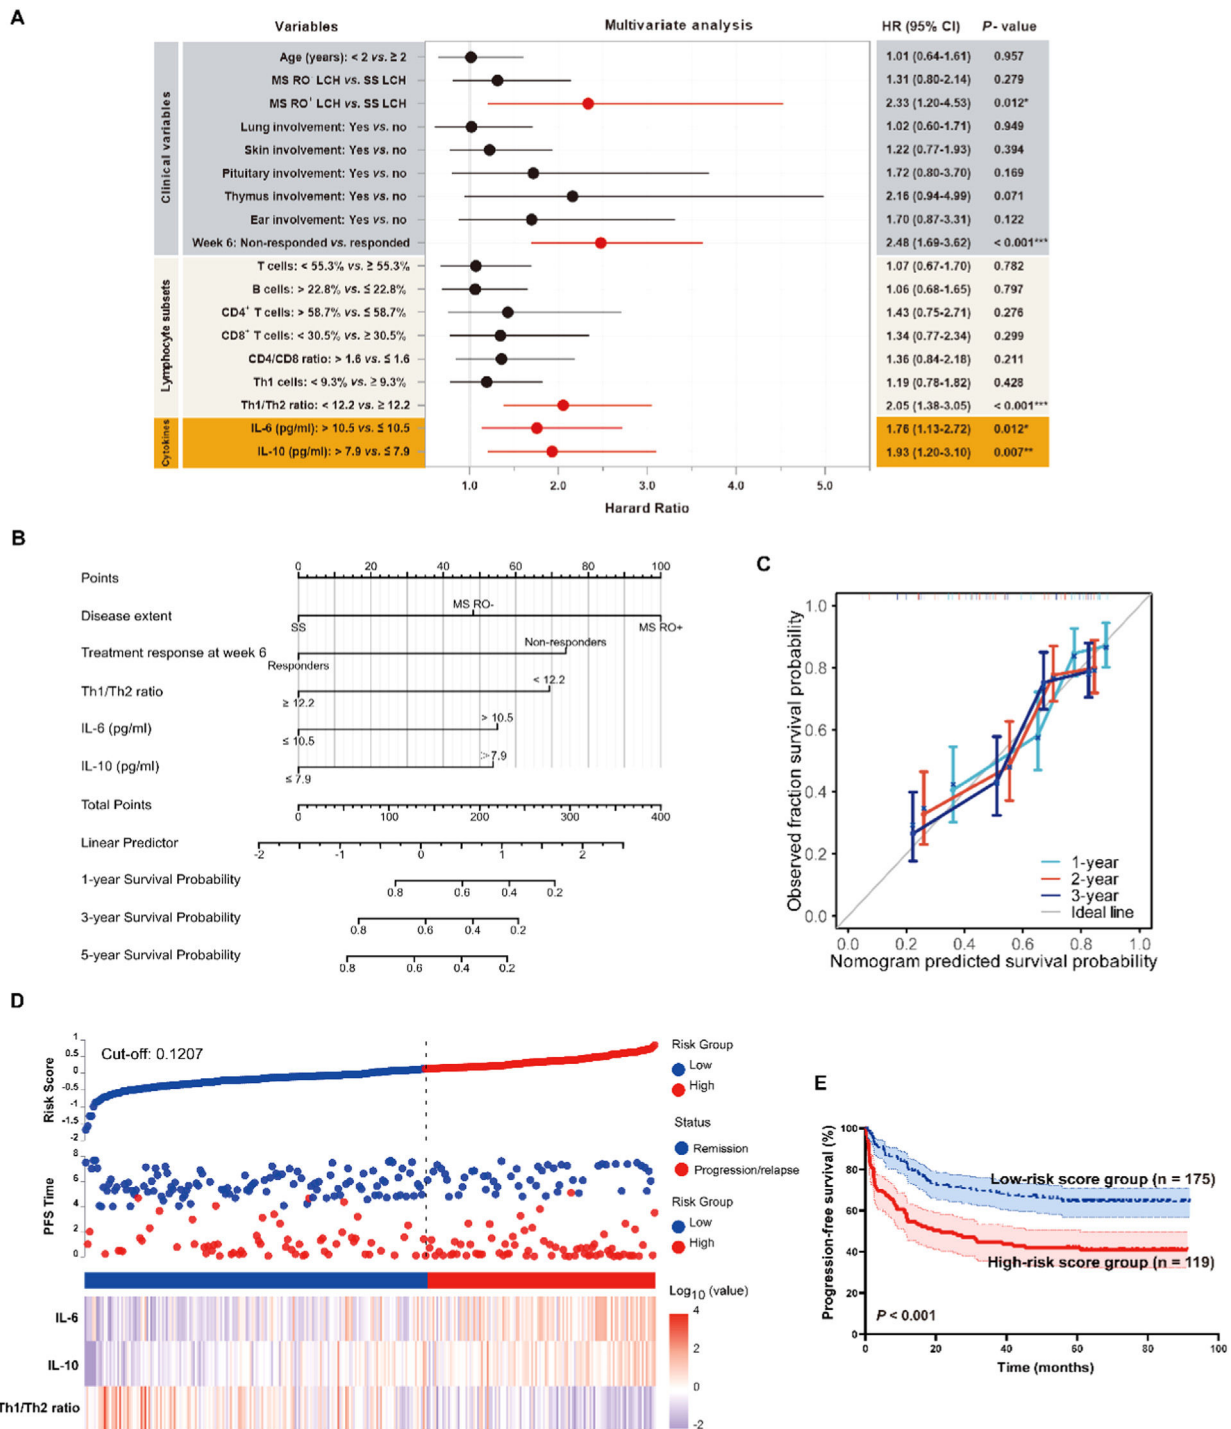 A
Variables Multivariate analysis HR (95% CI) P- value
Clinical variables
Age (years): < 2 vs. ≥ 2 1.01 (0.64-1.61) 0.957
MS RO⁻ LCH vs. SS LCH 1.31 (0.80-2.14) 0.279
MS RO⁺ LCH vs. SS LCH 2.33 (1.20-4.53) 0.012*
Lung involvement: Yes vs. no 1.02 (0.60-1.71) 0.949
Skin involvement: Yes vs. no 1.22 (0.77-1.93) 0.394
Pituitary involvement: Yes vs. no 1.72 (0.80-3.70) 0.169
Thymus involvement: Yes vs. no 2.16 (0.94-4.99) 0.071
Ear involvement: Yes vs. no 1.70 (0.87-3.31) 0.122
Week 6: Non-responded vs. responded 2.48 (1.69-3.62) < 0.001***
Lymphocyte subsets
T cells: < 55.3% vs. ≥ 55.3% 1.07 (0.67-1.70) 0.782
B cells: > 22.8% vs. ≤ 22.8% 1.06 (0.68-1.65) 0.797
CD4⁺ T cells: > 58.7% vs. ≤ 58.7% 1.43 (0.75-2.71) 0.276
CD8⁺ T cells: < 30.5% vs. ≥ 30.5% 1.34 (0.77-2.34) 0.299
CD4/CD8 ratio: > 1.6 vs. ≤ 1.6 1.36 (0.84-2.18) 0.211
Th1 cells: < 9.3% vs. ≥ 9.3% 1.19 (0.78-1.82) 0.428
Th1/Th2 ratio: < 12.2 vs. ≥ 12.2 2.05 (1.38-3.05) < 0.001***
Cytokines
IL-6 (pg/ml): > 10.5 vs. ≤ 10.5 1.76 (1.13-2.72) 0.012*
IL-10 (pg/ml): > 7.9 vs. ≤ 7.9 1.93 (1.20-3.10) 0.007**
1.0 2.0 3.0 4.0 5.0
Harard Ratio
B
0 20 40 60 80 100
Points
MS RO-
Disease extent
SS MS RO+
Non-responders
Treatment response at week 6
Responders
< 12.2
Th1/Th2 ratio
≥ 12.2
> 10.5
IL-6 (pg/ml)
≤ 10.5
> 7.9
IL-10 (pg/ml)
≤ 7.9
Total Points
0 100 200 300 400
Linear Predictor
-2 -1 0 1 2
1-year Survival Probability
0.8 0.6 0.4 0.2
3-year Survival Probability
0.8 0.6 0.4 0.2
5-year Survival Probability
0.8 0.6 0.4 0.2
C
Observed fraction survival probability
1.0
0.8
0.6
0.4
0.2
0.0
1-year
2-year
3-year
Ideal line
0.0 0.2 0.4 0.6 0.8 1.0
Nomogram predicted survival probability
D
Risk Score
1
0.5
0
-0.5
-1
-1.5
-2
Cut-off: 0.1207
Risk Group
Low
High
Status
Remission
Progression/relapse
Risk Group
Low
High
PFS Time
8
6
4
2
0
Log10 (value)
4
2
0
-2
IL-6
IL-10
Th1/Th2 ratio
E
Progression-free survival (%)
100
80
60
40
20
0
Low-risk score group (n = 175)
High-risk score group (n = 119)
P < 0.001
0 20 40 60 80 100
Time (months)